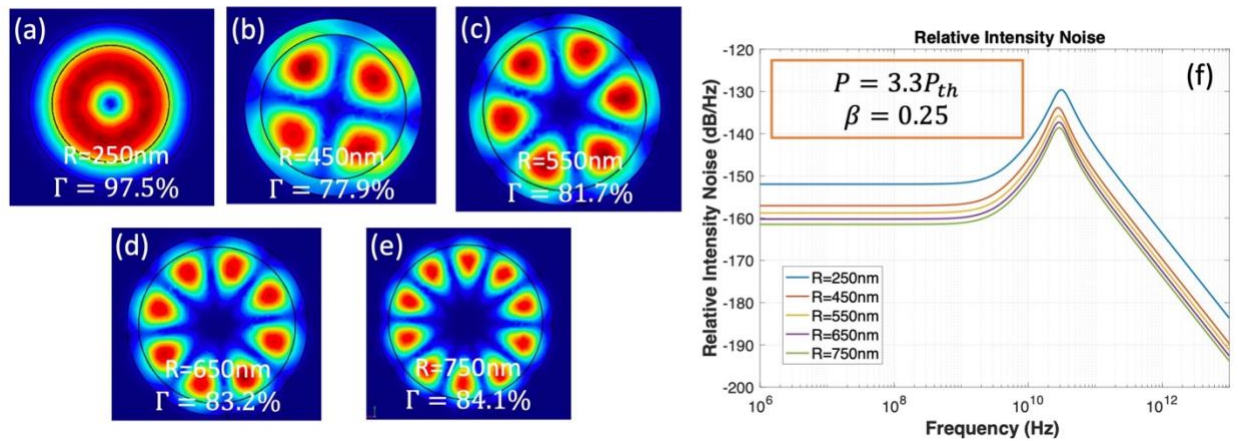 (a)
R=250nm
Γ = 97.5%
(b)
R=450nm
Γ = 77.9%
(c)
R=550nm
Γ = 81.7%
(d)
R=650nm
Γ = 83.2%
(e)
R=750nm
Γ = 84.1%
Relative Intensity Noise
(f)
P = 3.3P_th
β = 0.25
Relative Intensity Noise (dB/Hz)
-120
-130
-140
-150
-160
-170
-180
-190
-200
R=250nm
R=450nm
R=550nm
R=650nm
R=750nm
10^6
10^8
10^10
10^12
Frequency (Hz)